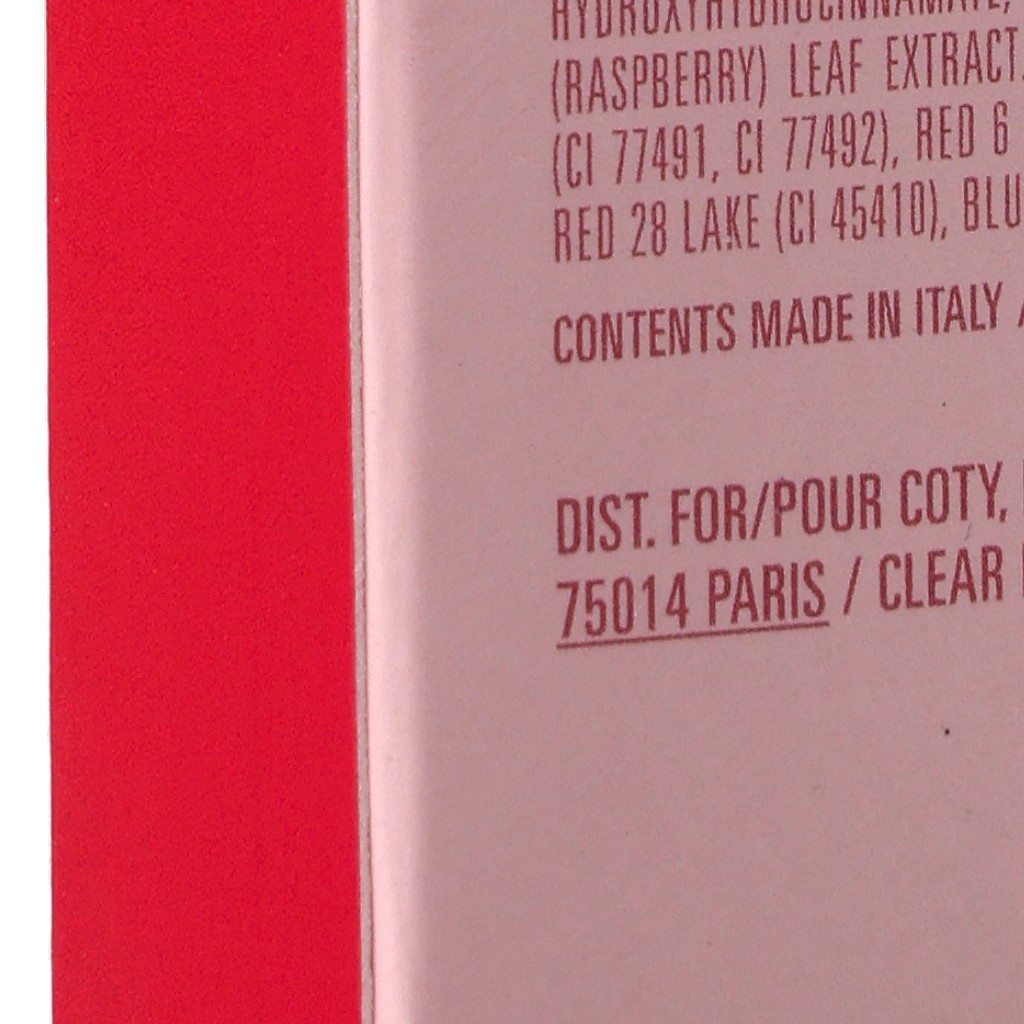 HYDROXYHYDROCINNAMATE,
(RASPBERRY) LEAF EXTRACT
(CI 77491, CI 77492), RED 6
RED 28 LAKE (CI 45410), BLU
CONTENTS MADE IN ITALY
DIST. FOR/POUR COTY,
75014 PARIS / CLEAR